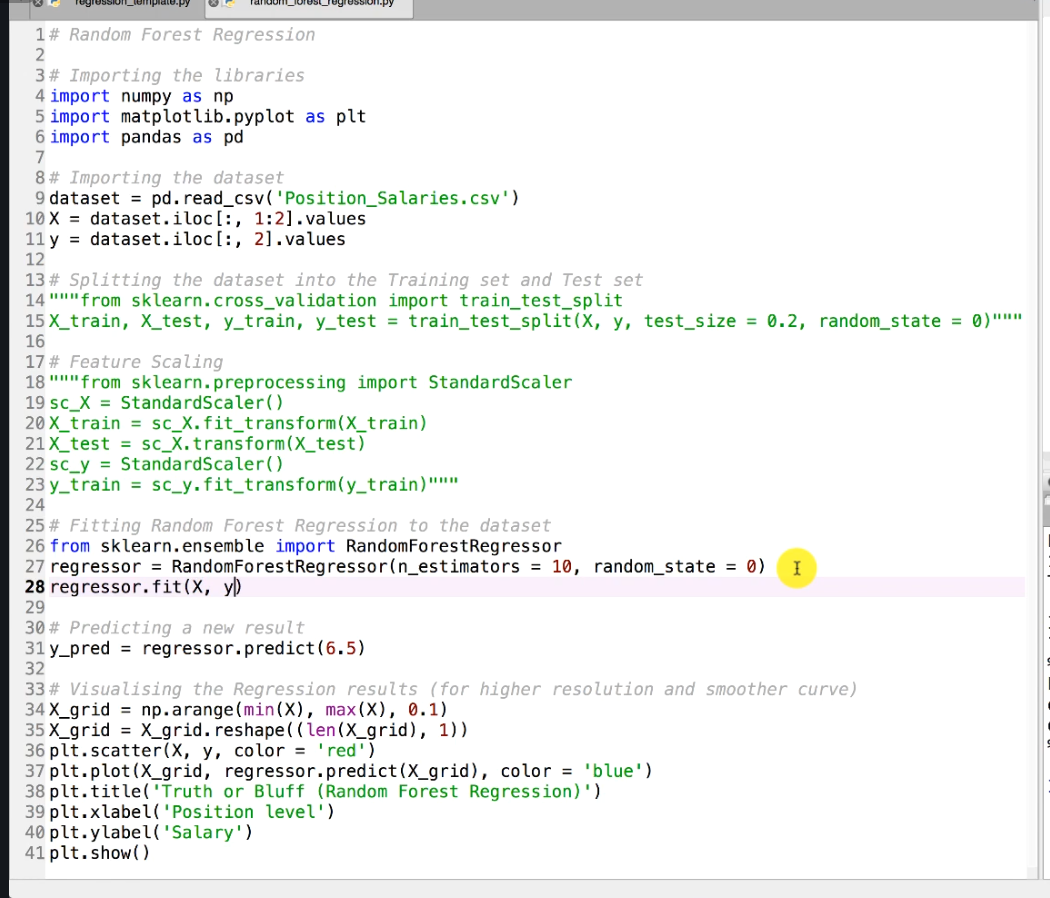 regression_template.py random_forest_regression.py
1 # Random Forest Regression
2
3 # Importing the libraries
4 import numpy as np
5 import matplotlib.pyplot as plt
6 import pandas as pd
7
8 # Importing the dataset
9 dataset = pd.read_csv('Position_Salaries.csv')
10 X = dataset.iloc[:, 1:2].values
11 y = dataset.iloc[:, 2].values
12
13 # Splitting the dataset into the Training set and Test set
14 """from sklearn.cross_validation import train_test_split
15 X_train, X_test, y_train, y_test = train_test_split(X, y, test_size = 0.2, random_state = 0)"""
16
17 # Feature Scaling
18 """from sklearn.preprocessing import StandardScaler
19 sc_X = StandardScaler()
20 X_train = sc_X.fit_transform(X_train)
21 X_test = sc_X.transform(X_test)
22 sc_y = StandardScaler()
23 y_train = sc_y.fit_transform(y_train)"""
24
25 # Fitting Random Forest Regression to the dataset
26 from sklearn.ensemble import RandomForestRegressor
27 regressor = RandomForestRegressor(n_estimators = 10, random_state = 0)
28 regressor.fit(X, y)
29
30 # Predicting a new result
31 y_pred = regressor.predict(6.5)
32
33 # Visualising the Regression results (for higher resolution and smoother curve)
34 X_grid = np.arange(min(X), max(X), 0.1)
35 X_grid = X_grid.reshape((len(X_grid), 1))
36 plt.scatter(X, y, color = 'red')
37 plt.plot(X_grid, regressor.predict(X_grid), color = 'blue')
38 plt.title('Truth or Bluff (Random Forest Regression)')
39 plt.xlabel('Position level')
40 plt.ylabel('Salary')
41 plt.show()